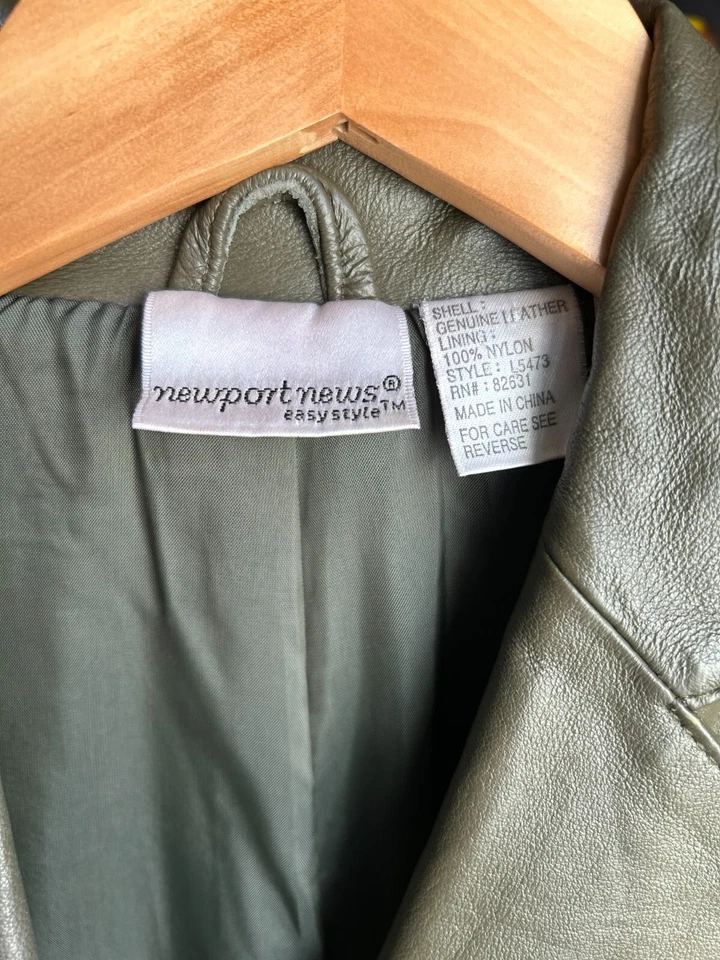 newport news®
easy style™
SHELL :
GENUINE LEATHER
LINING :
100% NYLON
STYLE : L5473
RN# : 82631
MADE IN CHINA
FOR CARE SEE
REVERSE